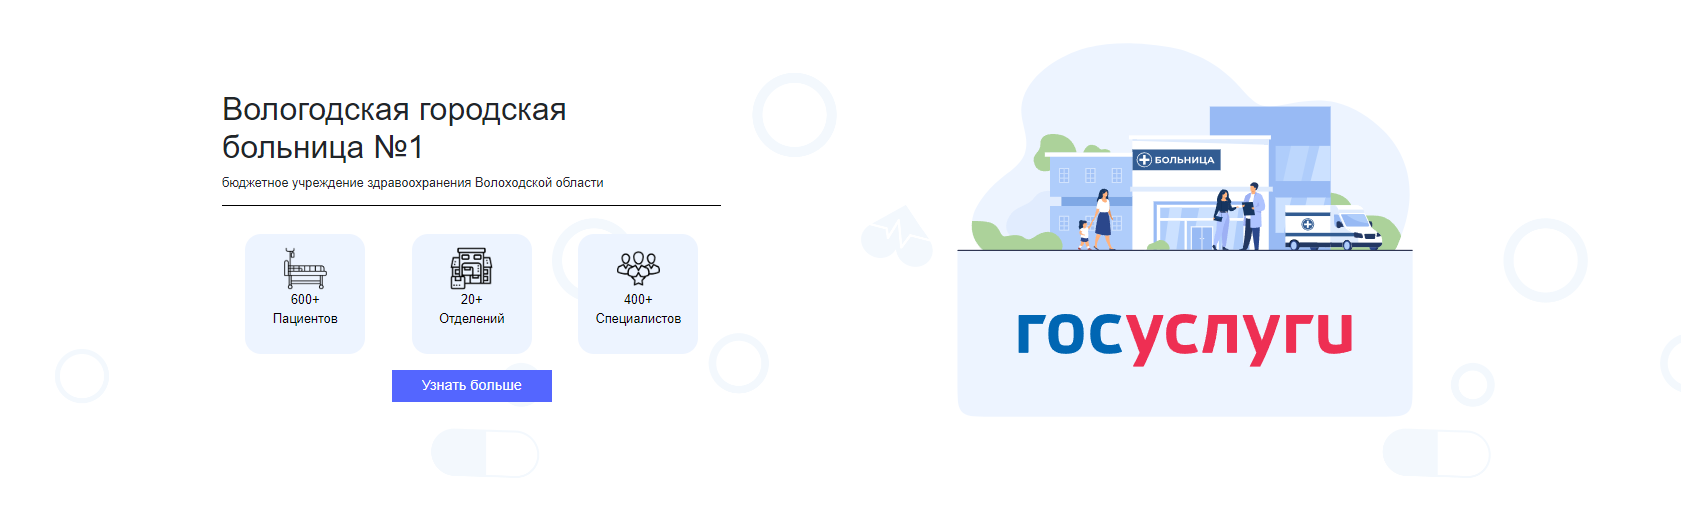 Вологодская городская
больница №1
бюджетное учреждение здравоохранения Волоходской области
600+
Пациентов
20+
Отделений
400+
Специалистов
Узнать больше
БОЛЬНИЦА
госуслуги